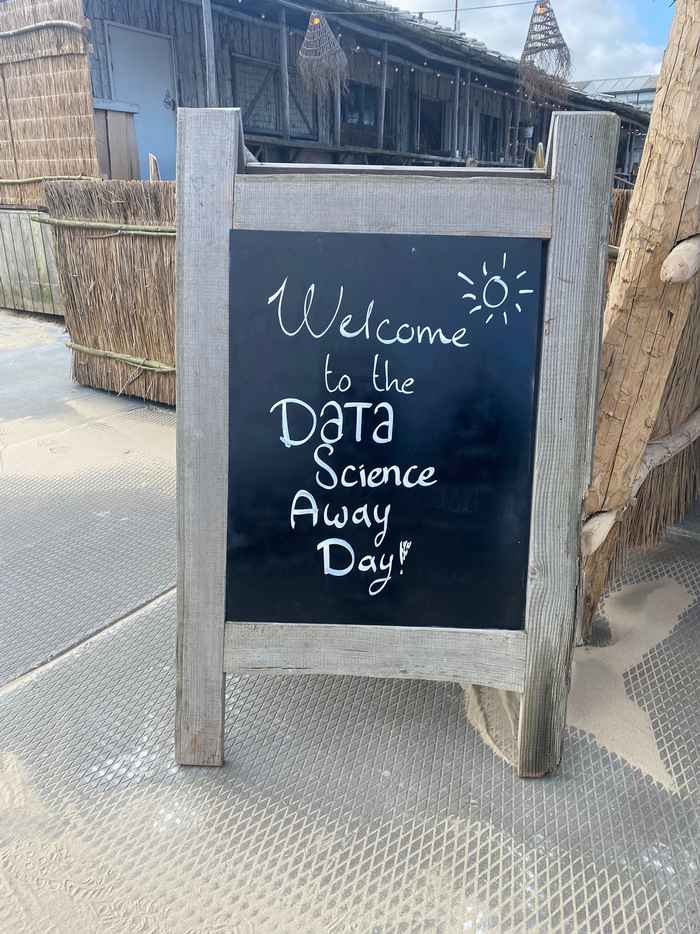 Welcome
to the
DATA
Science
Away
Day!